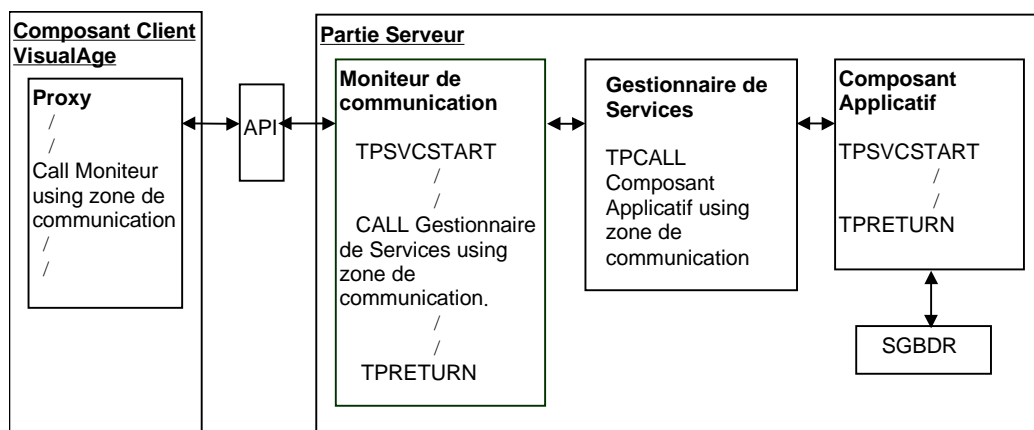 Composant Client
VisualAge
Proxy
/
/
Call Moniteur
using zone de
communication
/
/
API
Partie Serveur
Moniteur de
communication
TPSVCSTART
/
/
CALL Gestionnaire
de Services using
zone de
communication.
/
/
TPRETURN
Gestionnaire de
Services
TPCALL
Composant
Applicatif using
zone de
communication
Composant
Applicatif
TPSVCSTART
/
/
TPRETURN
SGBDR